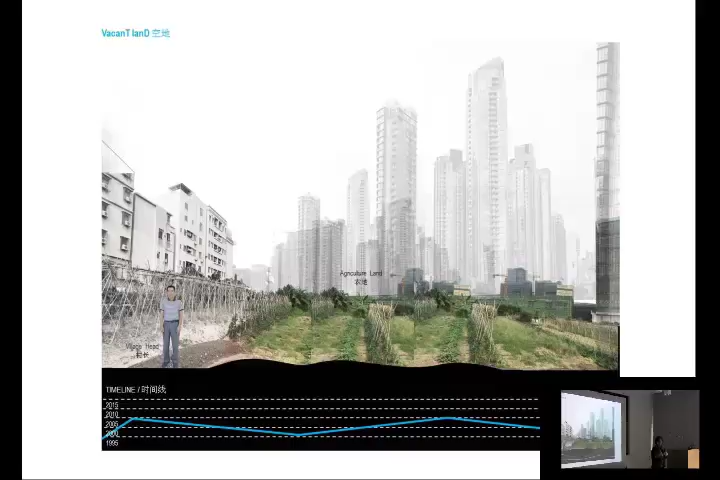 VacanT lanD 空地
Agriculture Land
农地
Village Head
村长
TIMELINE / 时间线
2015
2010
2005
2000
1995